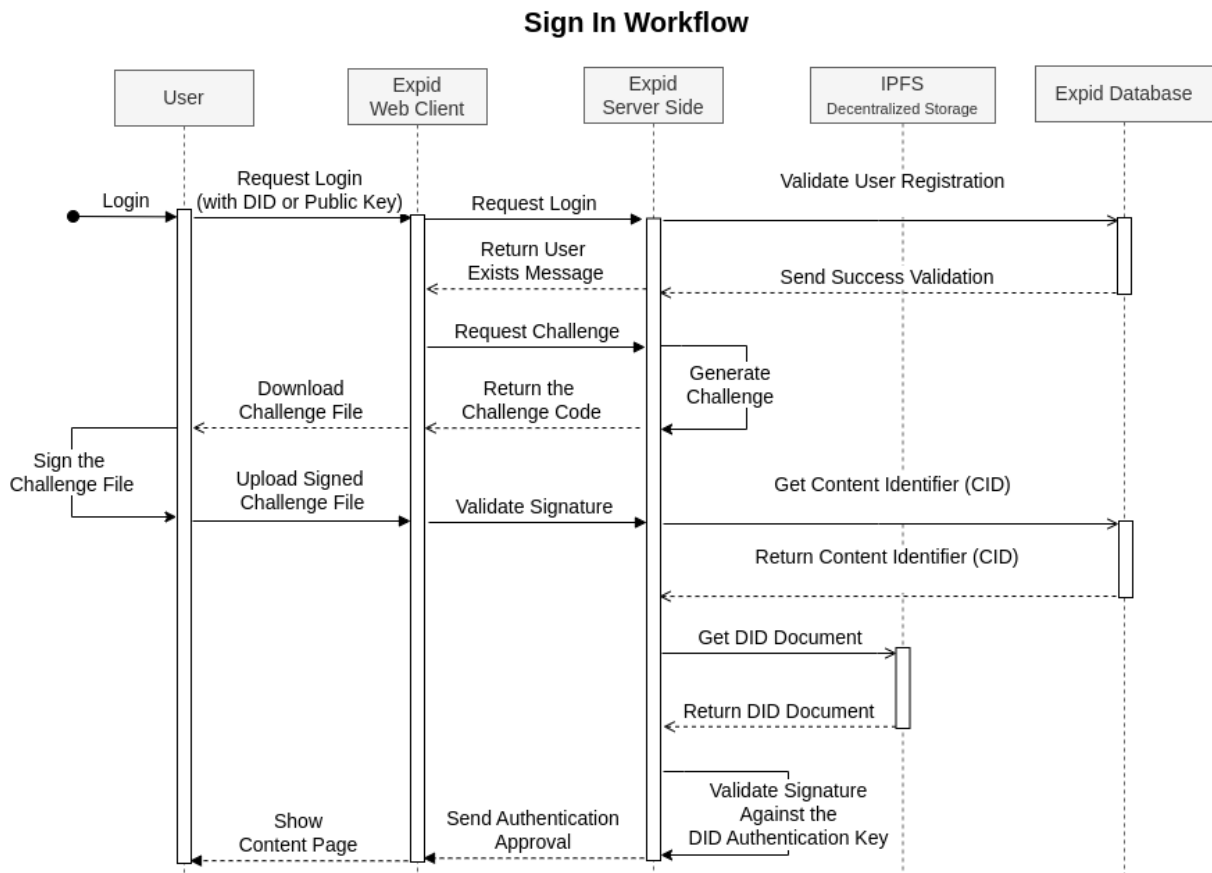 Sign In Workflow
User
Expid
Web Client
Expid
Server Side
IPFS
Decentralized Storage
Expid Database
Login
Request Login
(with DID or Public Key)
Request Login
Validate User Registration
Return User
Exists Message
Send Success Validation
Request Challenge
Generate
Challenge
Return the
Challenge Code
Download
Challenge File
Sign the
Challenge File
Upload Signed
Challenge File
Validate Signature
Get Content Identifier (CID)
Return Content Identifier (CID)
Get DID Document
Return DID Document
Validate Signature
Against the
DID Authentication Key
Send Authentication
Approval
Show
Content Page